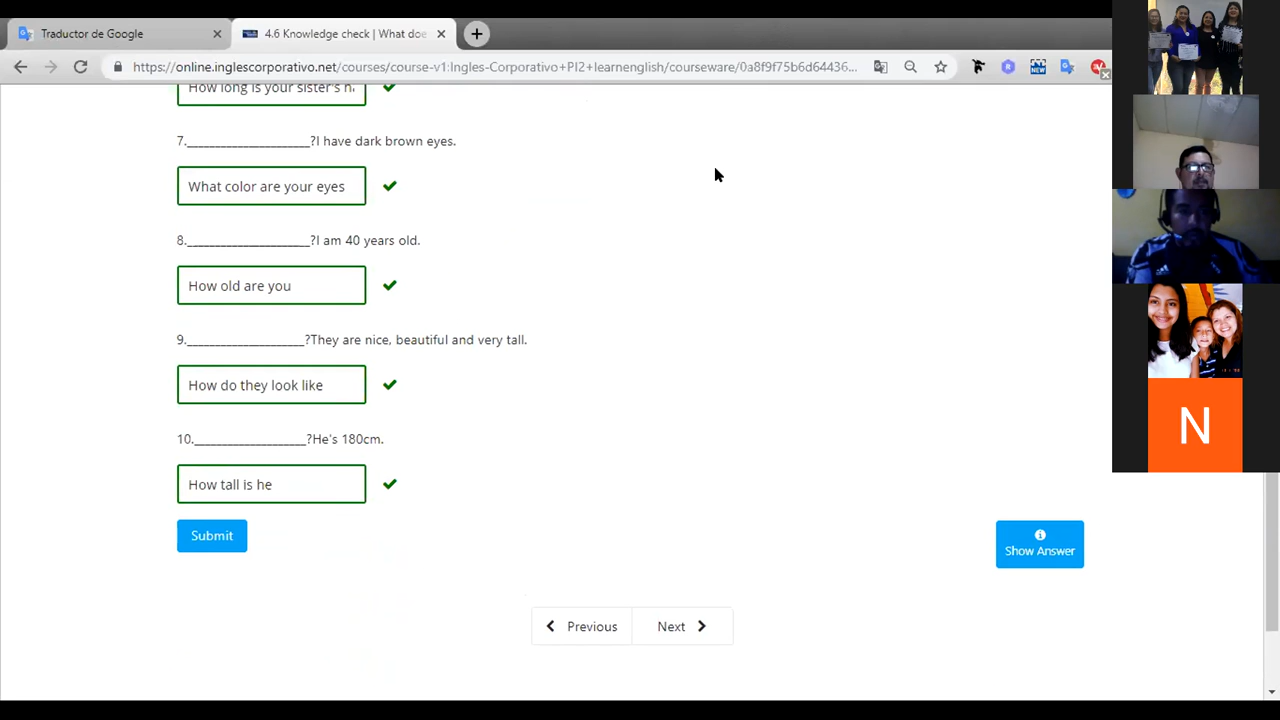 Traductor de Google
4.6 Knowledge check | What doe
https://online.inglescorporativo.net/courses/course-v1:Ingles-Corporativo+PI2+learnenglish/courseware/0a8f9f75b6d64436...
NEW
How long is your sister's h
7.____________________?I have dark brown eyes.
What color are your eyes
8.____________________?I am 40 years old.
How old are you
9.___________________?They are nice, beautiful and very tall.
How do they look like
10.__________________?He's 180cm.
How tall is he
Submit
Show Answer
Previous
Next
N